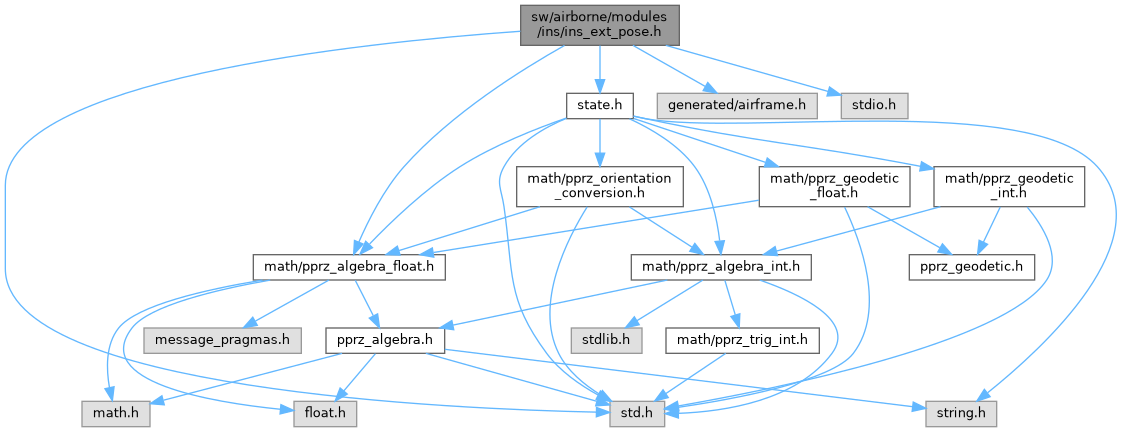 sw/airborne/modules
/ins/ins_ext_pose.h
state.h
generated/airframe.h
stdio.h
math/pprz_orientation
_conversion.h
math/pprz_geodetic
_float.h
math/pprz_geodetic
_int.h
math/pprz_algebra_float.h
math/pprz_algebra_int.h
pprz_geodetic.h
message_pragmas.h
pprz_algebra.h
stdlib.h
math/pprz_trig_int.h
math.h
float.h
std.h
string.h